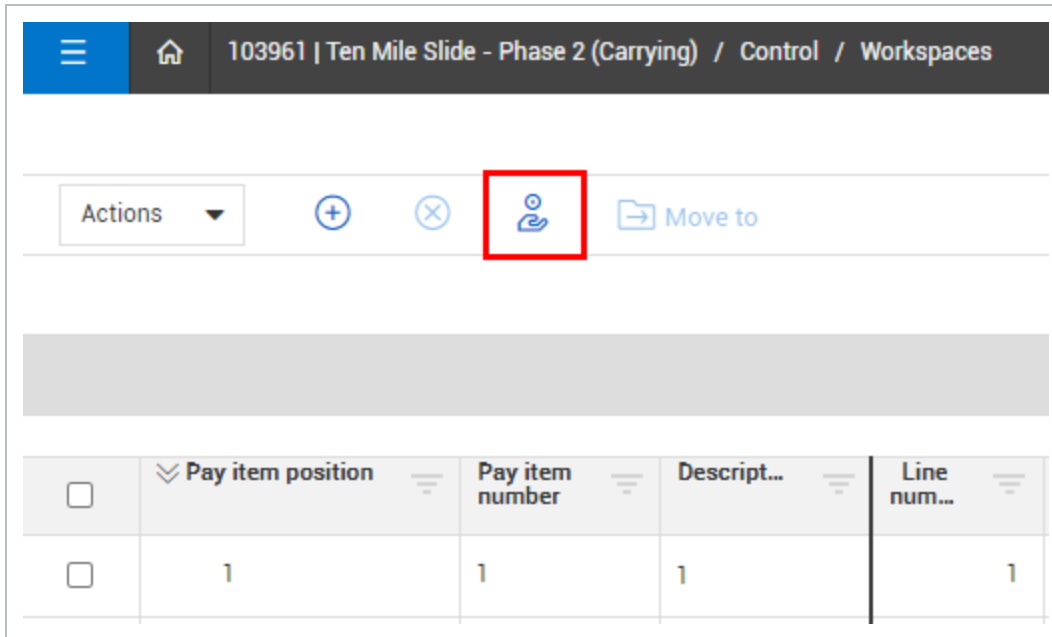 103961 | Ten Mile Slide - Phase 2 (Carrying) / Control / Workspaces
Actions
Move to
Pay item position
Pay item number
Descript...
Line num...
1
1
1
1